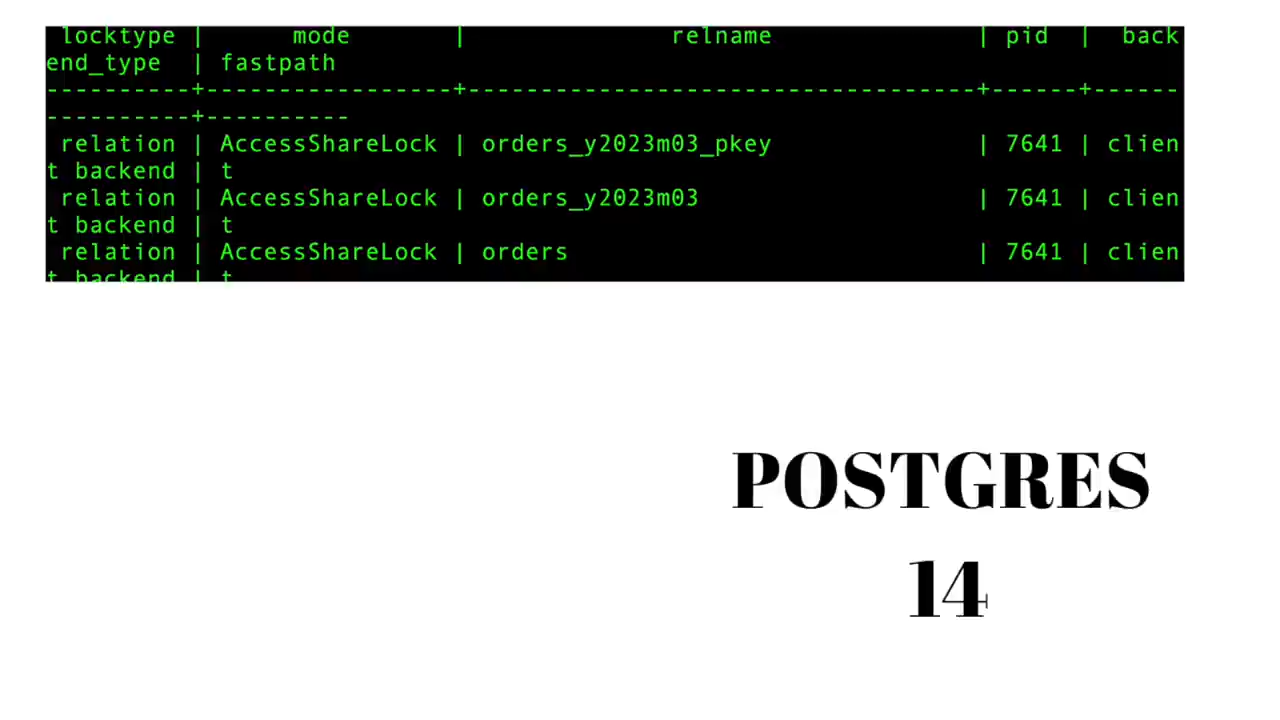 locktype |      mode       |              relname              | pid  |  back
end_type  | fastpath
----------+-----------------+-----------------------------------+------+------
----------+----------
 relation | AccessShareLock | orders_y2023m03_pkey              | 7641 | clien
t backend | t
 relation | AccessShareLock | orders_y2023m03                   | 7641 | clien
t backend | t
 relation | AccessShareLock | orders                            | 7641 | clien
t backend | t
POSTGRES
14